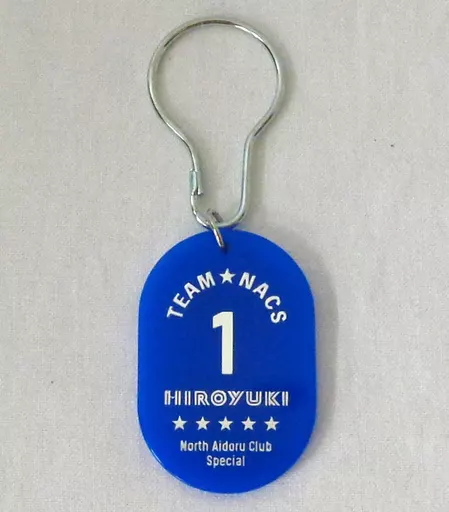 TEAM★NACS
1
HIROYUKI
★★★★★
North Aidoru Club
Special